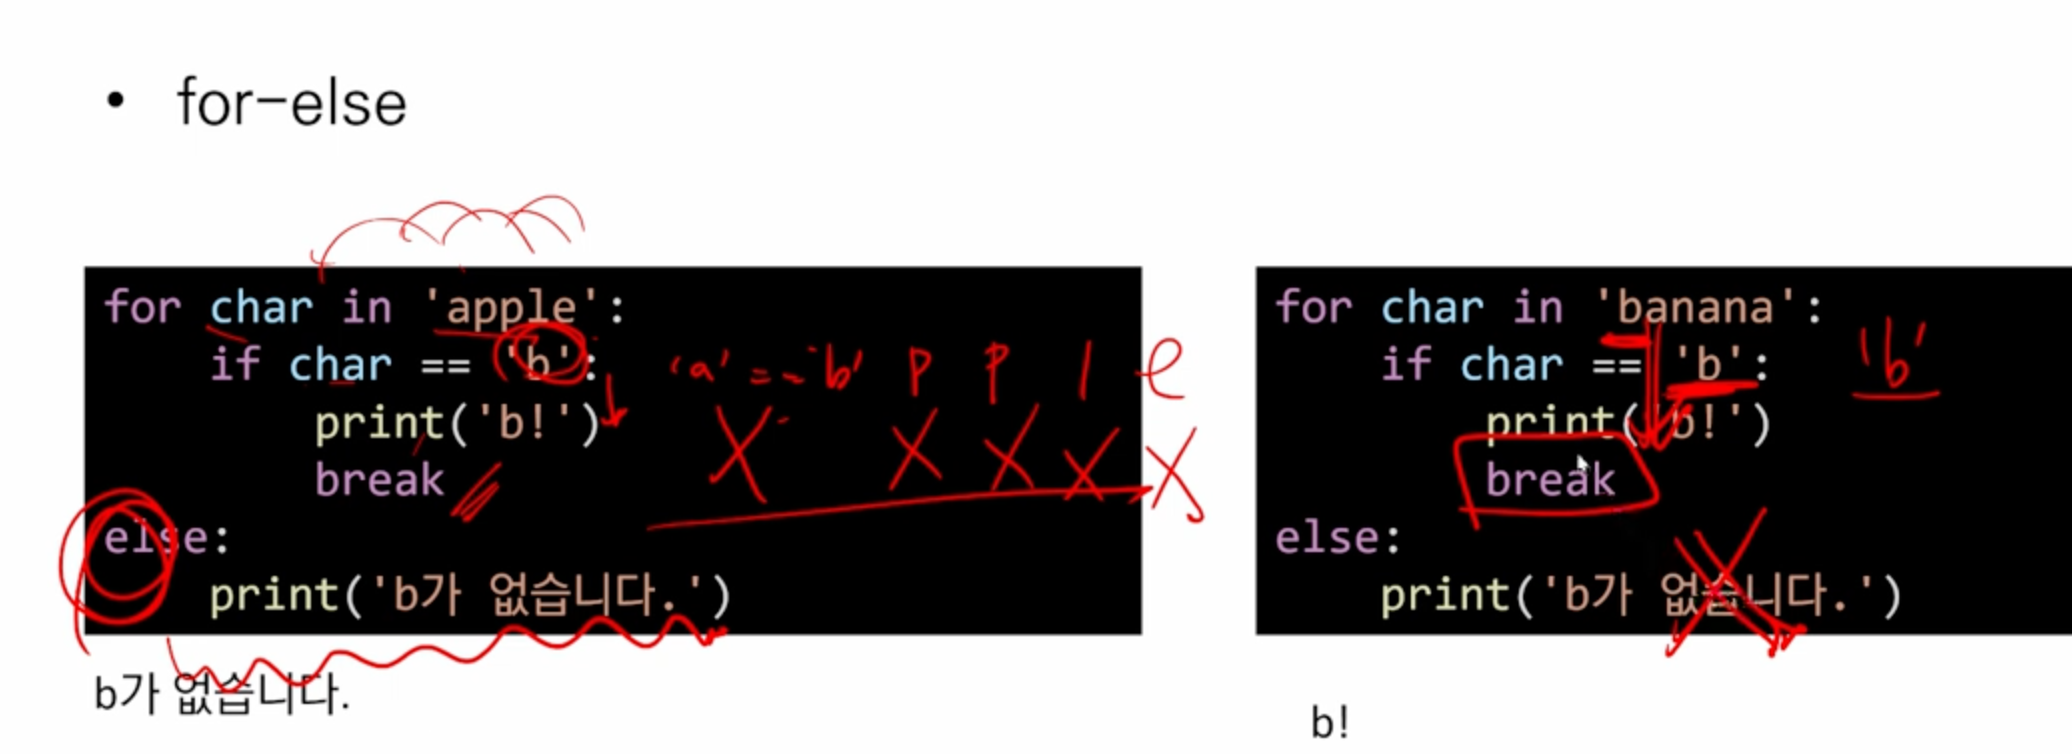 • for-else
for char in 'apple':
if char == 'b':
print('b!')
break
else:
print('b가 없습니다.')
'a' == 'b' p p l e
X X X X X
b가 없습니다.
for char in 'banana':
if char == 'b':
print('b!')
break
else:
print('b가 없습니다.')
'b'
b!